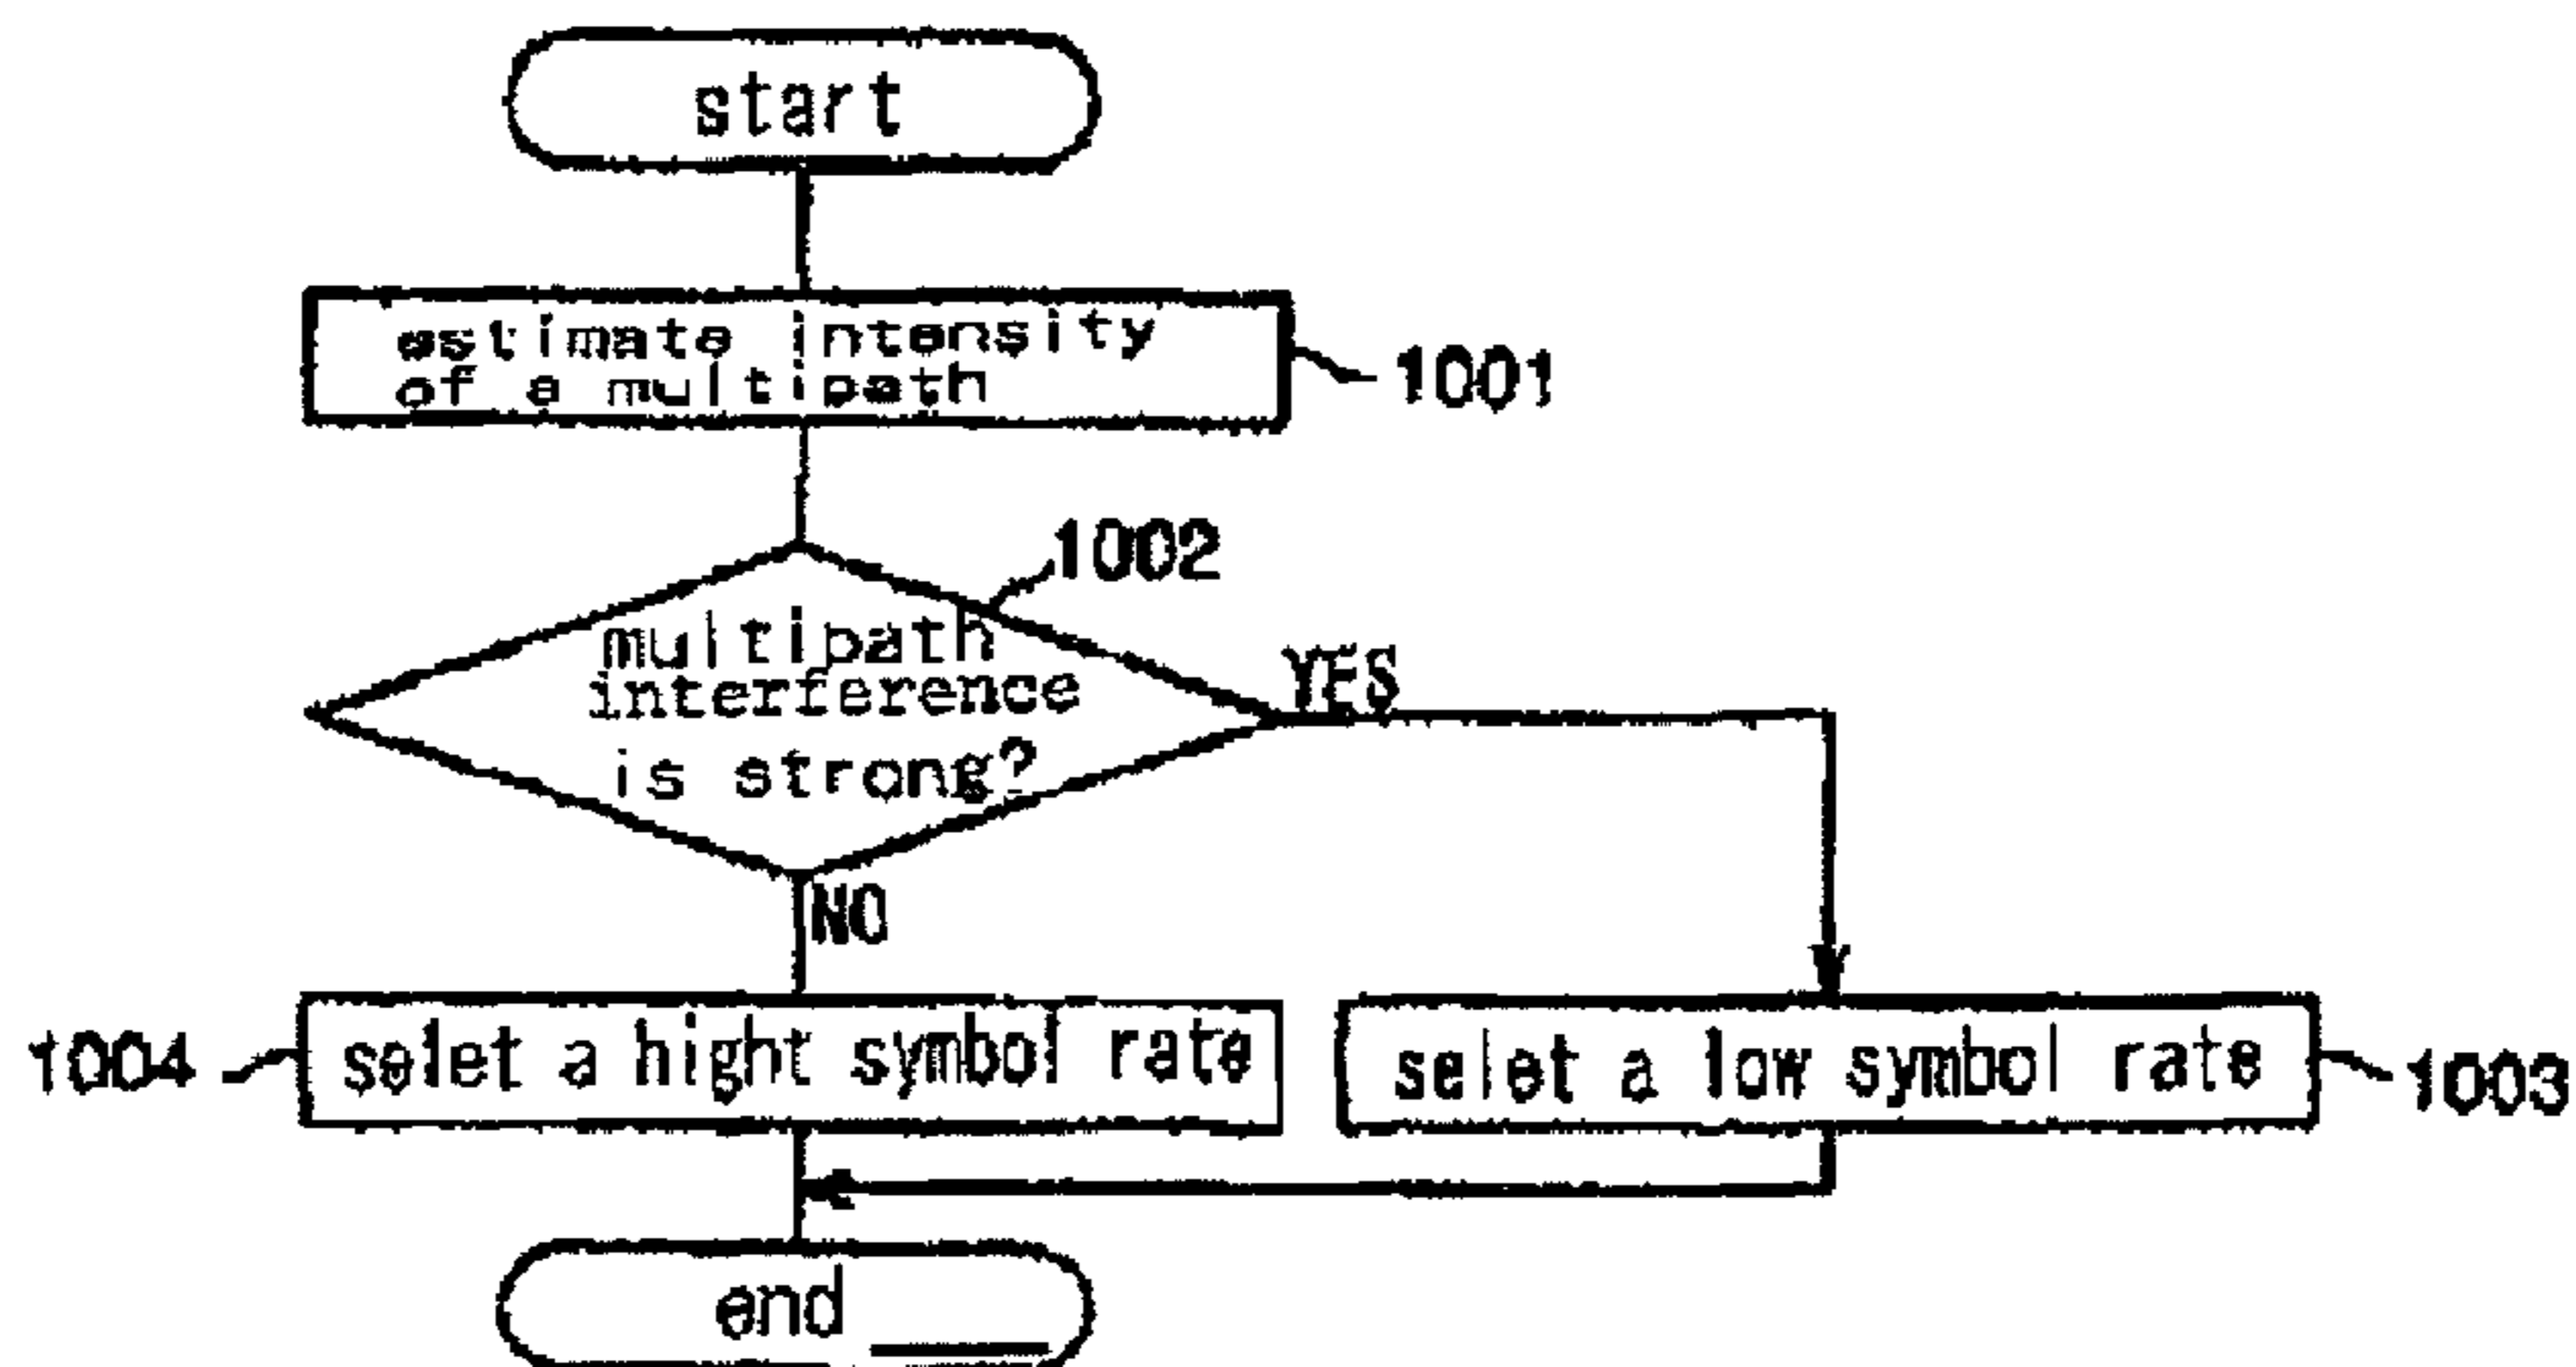 start
estimate intensity
of a multipath
1001
1002
multipath
interference
is strong?
YES
NO
1004
selet a hight symbol rate
selet a low symbol rate
1003
end